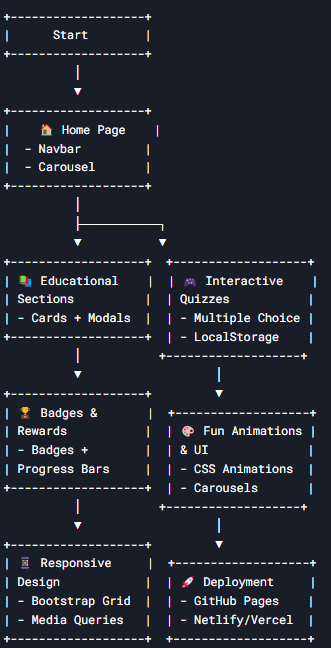 Start
🏠 Home Page
- Navbar
- Carousel
📚 Educational
Sections
- Cards + Modals
🎮 Interactive
Quizzes
- Multiple Choice
- LocalStorage
🏆 Badges &
Rewards
- Badges +
Progress Bars
🎨 Fun Animations
& UI
- CSS Animations
- Carousels
📱 Responsive
Design
- Bootstrap Grid
- Media Queries
🚀 Deployment
- GitHub Pages
- Netlify/Vercel